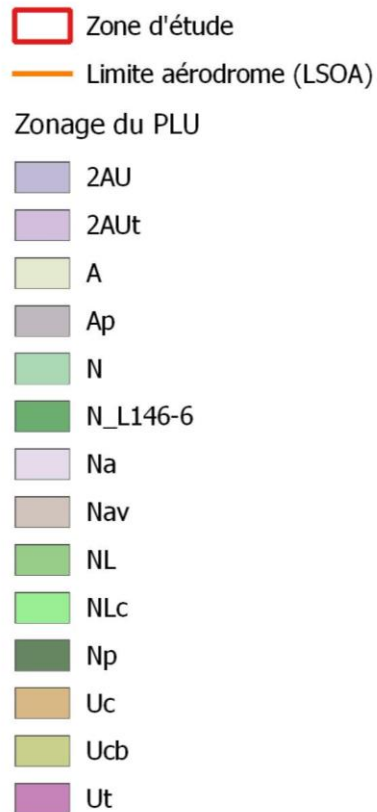 Zone d'étude
Limite aérodrome (LSOA)
Zonage du PLU
2AU
2AUt
A
Ap
N
N_L146-6
Na
Nav
NL
NLc
Np
Uc
Ucb
Ut